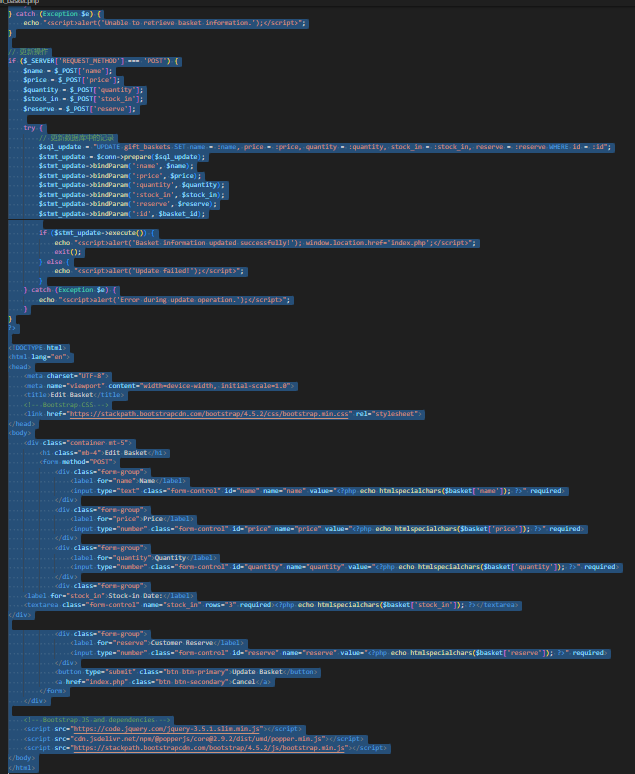 _basket.php
} catch (Exception $e) {
echo "<script>alert('Unable to retrieve basket information.');</script>";
}
// 更新操作
if ($_SERVER['REQUEST_METHOD'] === 'POST') {
$name = $_POST['name'];
$price = $_POST['price'];
$quantity = $_POST['quantity'];
$stock_in = $_POST['stock_in'];
$reserve = $_POST['reserve'];
try {
// 更新数据库中的记录
$sql_update = "UPDATE gift_baskets SET name = :name, price = :price, quantity = :quantity, stock_in = :stock_in, reserve = :reserve WHERE id = :id";
$stmt_update = $conn->prepare($sql_update);
$stmt_update->bindParam(':name', $name);
$stmt_update->bindParam(':price', $price);
$stmt_update->bindParam(':quantity', $quantity);
$stmt_update->bindParam(':stock_in', $stock_in);
$stmt_update->bindParam(':reserve', $reserve);
$stmt_update->bindParam(':id', $basket_id);
if ($stmt_update->execute()) {
echo "<script>alert('Basket information updated successfully!'); window.location.href='index.php';</script>";
exit();
} else {
echo "<script>alert('Update failed!');</script>";
}
} catch (Exception $e) {
echo "<script>alert('Error during update operation.');</script>";
}
}
?>
<!DOCTYPE html>
<html lang="en">
<head>
<meta charset="UTF-8">
<meta name="viewport" content="width=device-width, initial-scale=1.0">
<title>Edit Basket</title>
<!-- Bootstrap CSS -->
<link href="https://stackpath.bootstrapcdn.com/bootstrap/4.5.2/css/bootstrap.min.css" rel="stylesheet">
</head>
<body>
<div class="container mt-5">
<h1 class="mb-4">Edit Basket</h1>
<form method="POST">
<div class="form-group">
<label for="name">Name</label>
<input type="text" class="form-control" id="name" name="name" value="<?php echo htmlspecialchars($basket['name']); ?>" required>
</div>
<div class="form-group">
<label for="price">Price</label>
<input type="number" class="form-control" id="price" name="price" value="<?php echo htmlspecialchars($basket['price']); ?>" required>
</div>
<div class="form-group">
<label for="quantity">Quantity</label>
<input type="number" class="form-control" id="quantity" name="quantity" value="<?php echo htmlspecialchars($basket['quantity']); ?>" required>
</div>
<div class="form-group">
<label for="stock_in">Stock-in Date:</label>
<textarea class="form-control" name="stock_in" rows="3" required><?php echo htmlspecialchars($basket['stock_in']); ?></textarea>
</div>
<div class="form-group">
<label for="reserve">Customer Reserve</label>
<input type="number" class="form-control" id="reserve" name="reserve" value="<?php echo htmlspecialchars($basket['reserve']); ?>" required>
</div>
<button type="submit" class="btn btn-primary">Update Basket</button>
<a href="index.php" class="btn btn-secondary">Cancel</a>
</form>
</div>
<!-- Bootstrap JS and dependencies -->
<script src="https://code.jquery.com/jquery-3.5.1.slim.min.js"></script>
<script src="cdn.jsdelivr.net/npm/@popperjs/core@2.9.2/dist/umd/popper.min.js"></script>
<script src="https://stackpath.bootstrapcdn.com/bootstrap/4.5.2/js/bootstrap.min.js"></script>
</body>
</html>